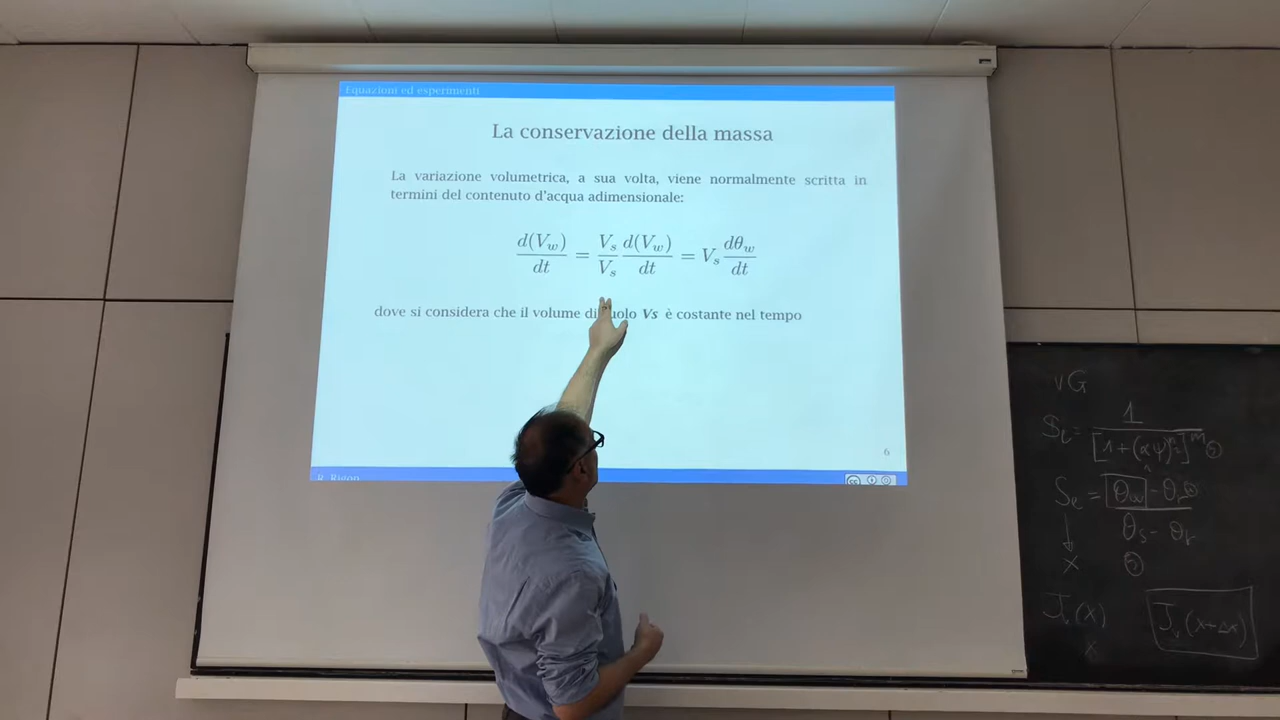 Equazioni ed esperimenti
La conservazione della massa
La variazione volumetrica, a sua volta, viene normalmente scritta in
termini del contenuto d'acqua adimensionale:
d(V_w)/dt = V_s/V_s d(V_w)/dt = V_s dθ_w/dt
dove si considera che il volume di suolo Vs è costante nel tempo
6
R. Rigon
cc
vG
S_e = 1/[1+(αψ)^n]^m
S_e = θ_w - θ_r
θ_s - θ_r
x
J_v(x)
J_v(x+Δx)
x